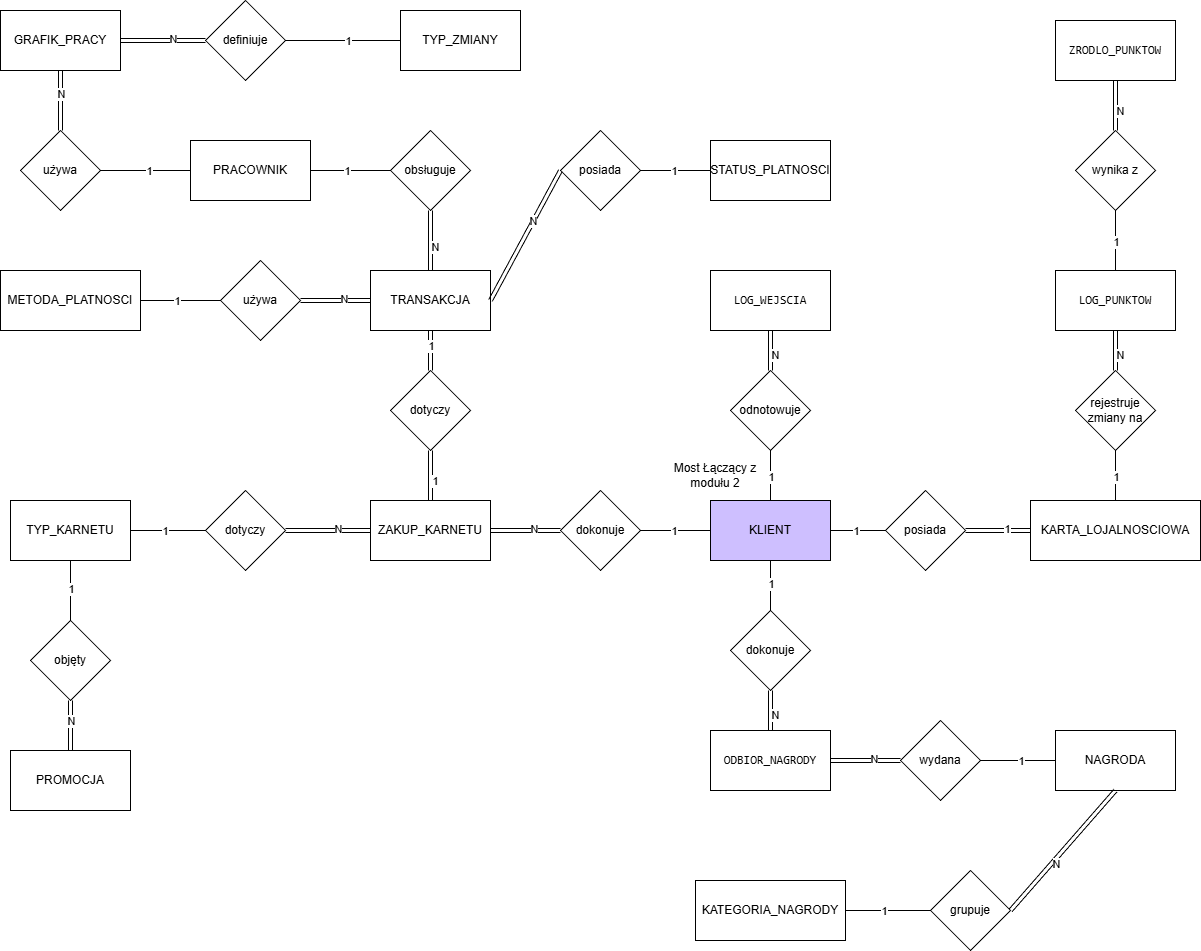 GRAFIK_PRACY
N
definiuje
1
TYP_ZMIANY
ZRODLO_PUNKTOW
N
N
używa
1
PRACOWNIK
1
obsługuje
posiada
1
STATUS_PLATNOSCI
wynika z
N
N
1
METODA_PLATNOSCI
1
używa
N
TRANSAKCJA
LOG_WEJSCIA
LOG_PUNKTOW
1
N
N
dotyczy
odnotowuje
rejestruje
zmiany na
Most Łączący z
modułu 2
1
1
1
TYP_KARNETU
1
dotyczy
N
ZAKUP_KARNETU
N
dokonuje
1
KLIENT
1
posiada
1
KARTA_LOJALNOSCIOWA
1
1
objęty
dokonuje
N
N
PROMOCJA
ODBIOR_NAGRODY
N
wydana
1
NAGRODA
N
KATEGORIA_NAGRODY
1
grupuje